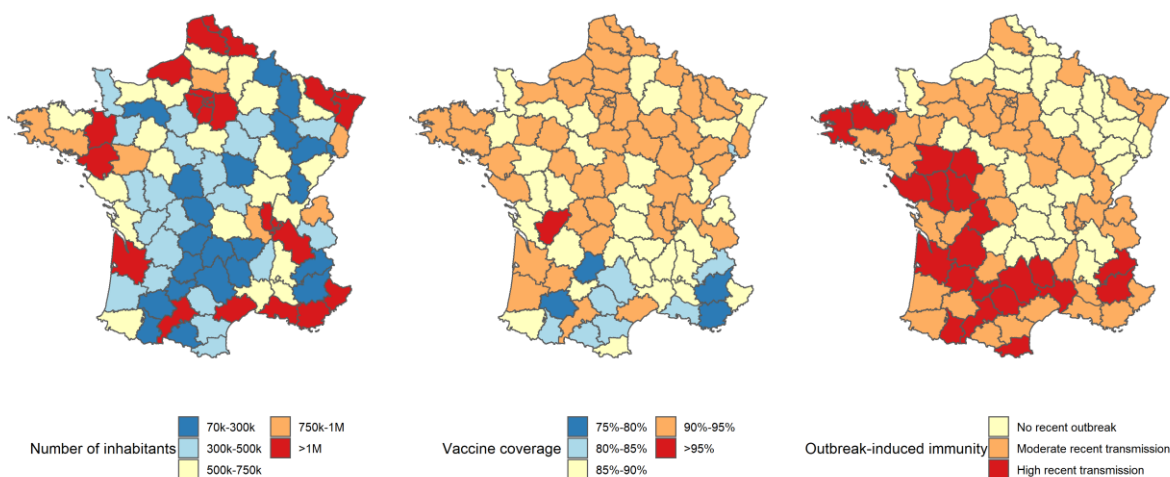 Number of inhabitants
70k-300k
300k-500k
500k-750k
750k-1M
>1M
Vaccine coverage
75%-80%
80%-85%
85%-90%
90%-95%
>95%
Outbreak-induced immunity
No recent outbreak
Moderate recent transmission
High recent transmission